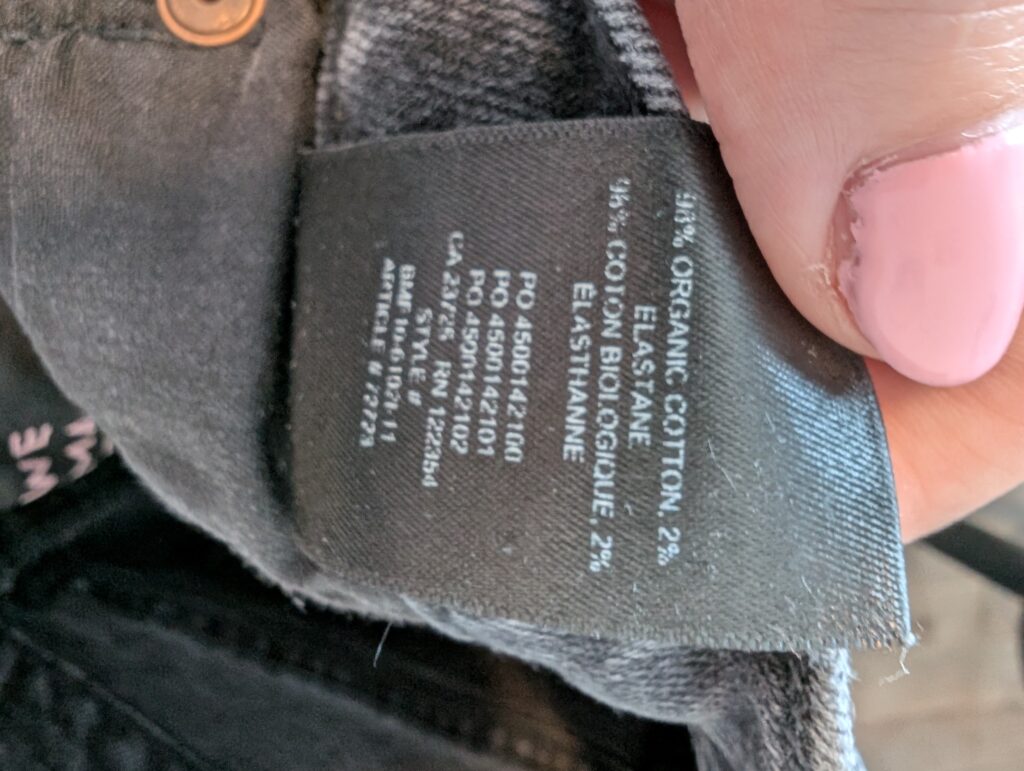 98% ORGANIC COTTON, 2%
ELASTANE
98% COTON BIOLOGIQUE, 2%
ÉLASTHANNE
PO 4500142100
PO 4500142101
PO 4500142102
CA 23725 RN 122354
STYLE #
ARTICLE #